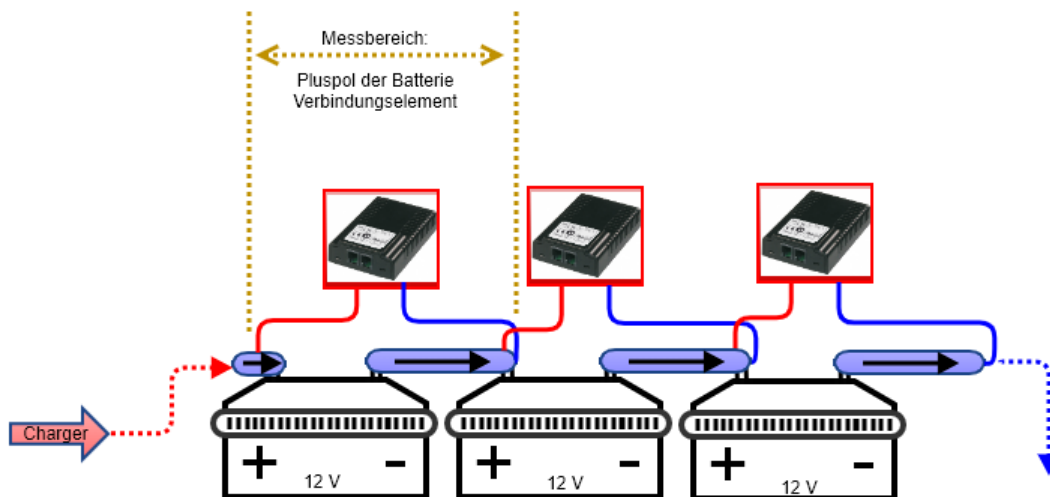 Messbereich:
Pluspol der Batterie
Verbindungselement
Charger
+ -
12 V
+ -
12 V
+ -
12 V